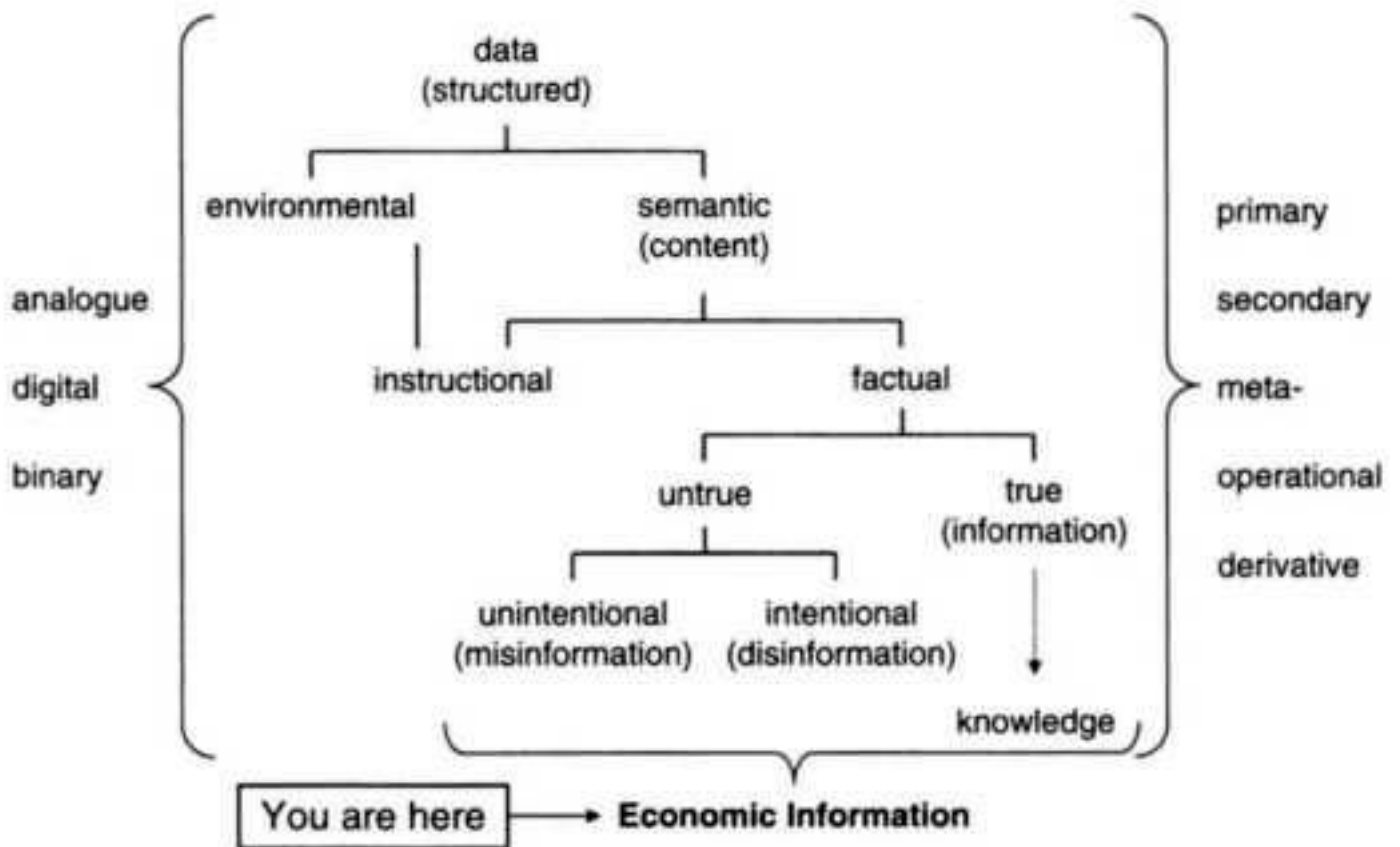 data
(structured)
environmental
semantic
(content)
primary
analogue
secondary
instructional
factual
digital
meta-
binary
untrue
true
(information)
operational
derivative
unintentional
(misinformation)
intentional
(disinformation)
knowledge
You are here
Economic Information